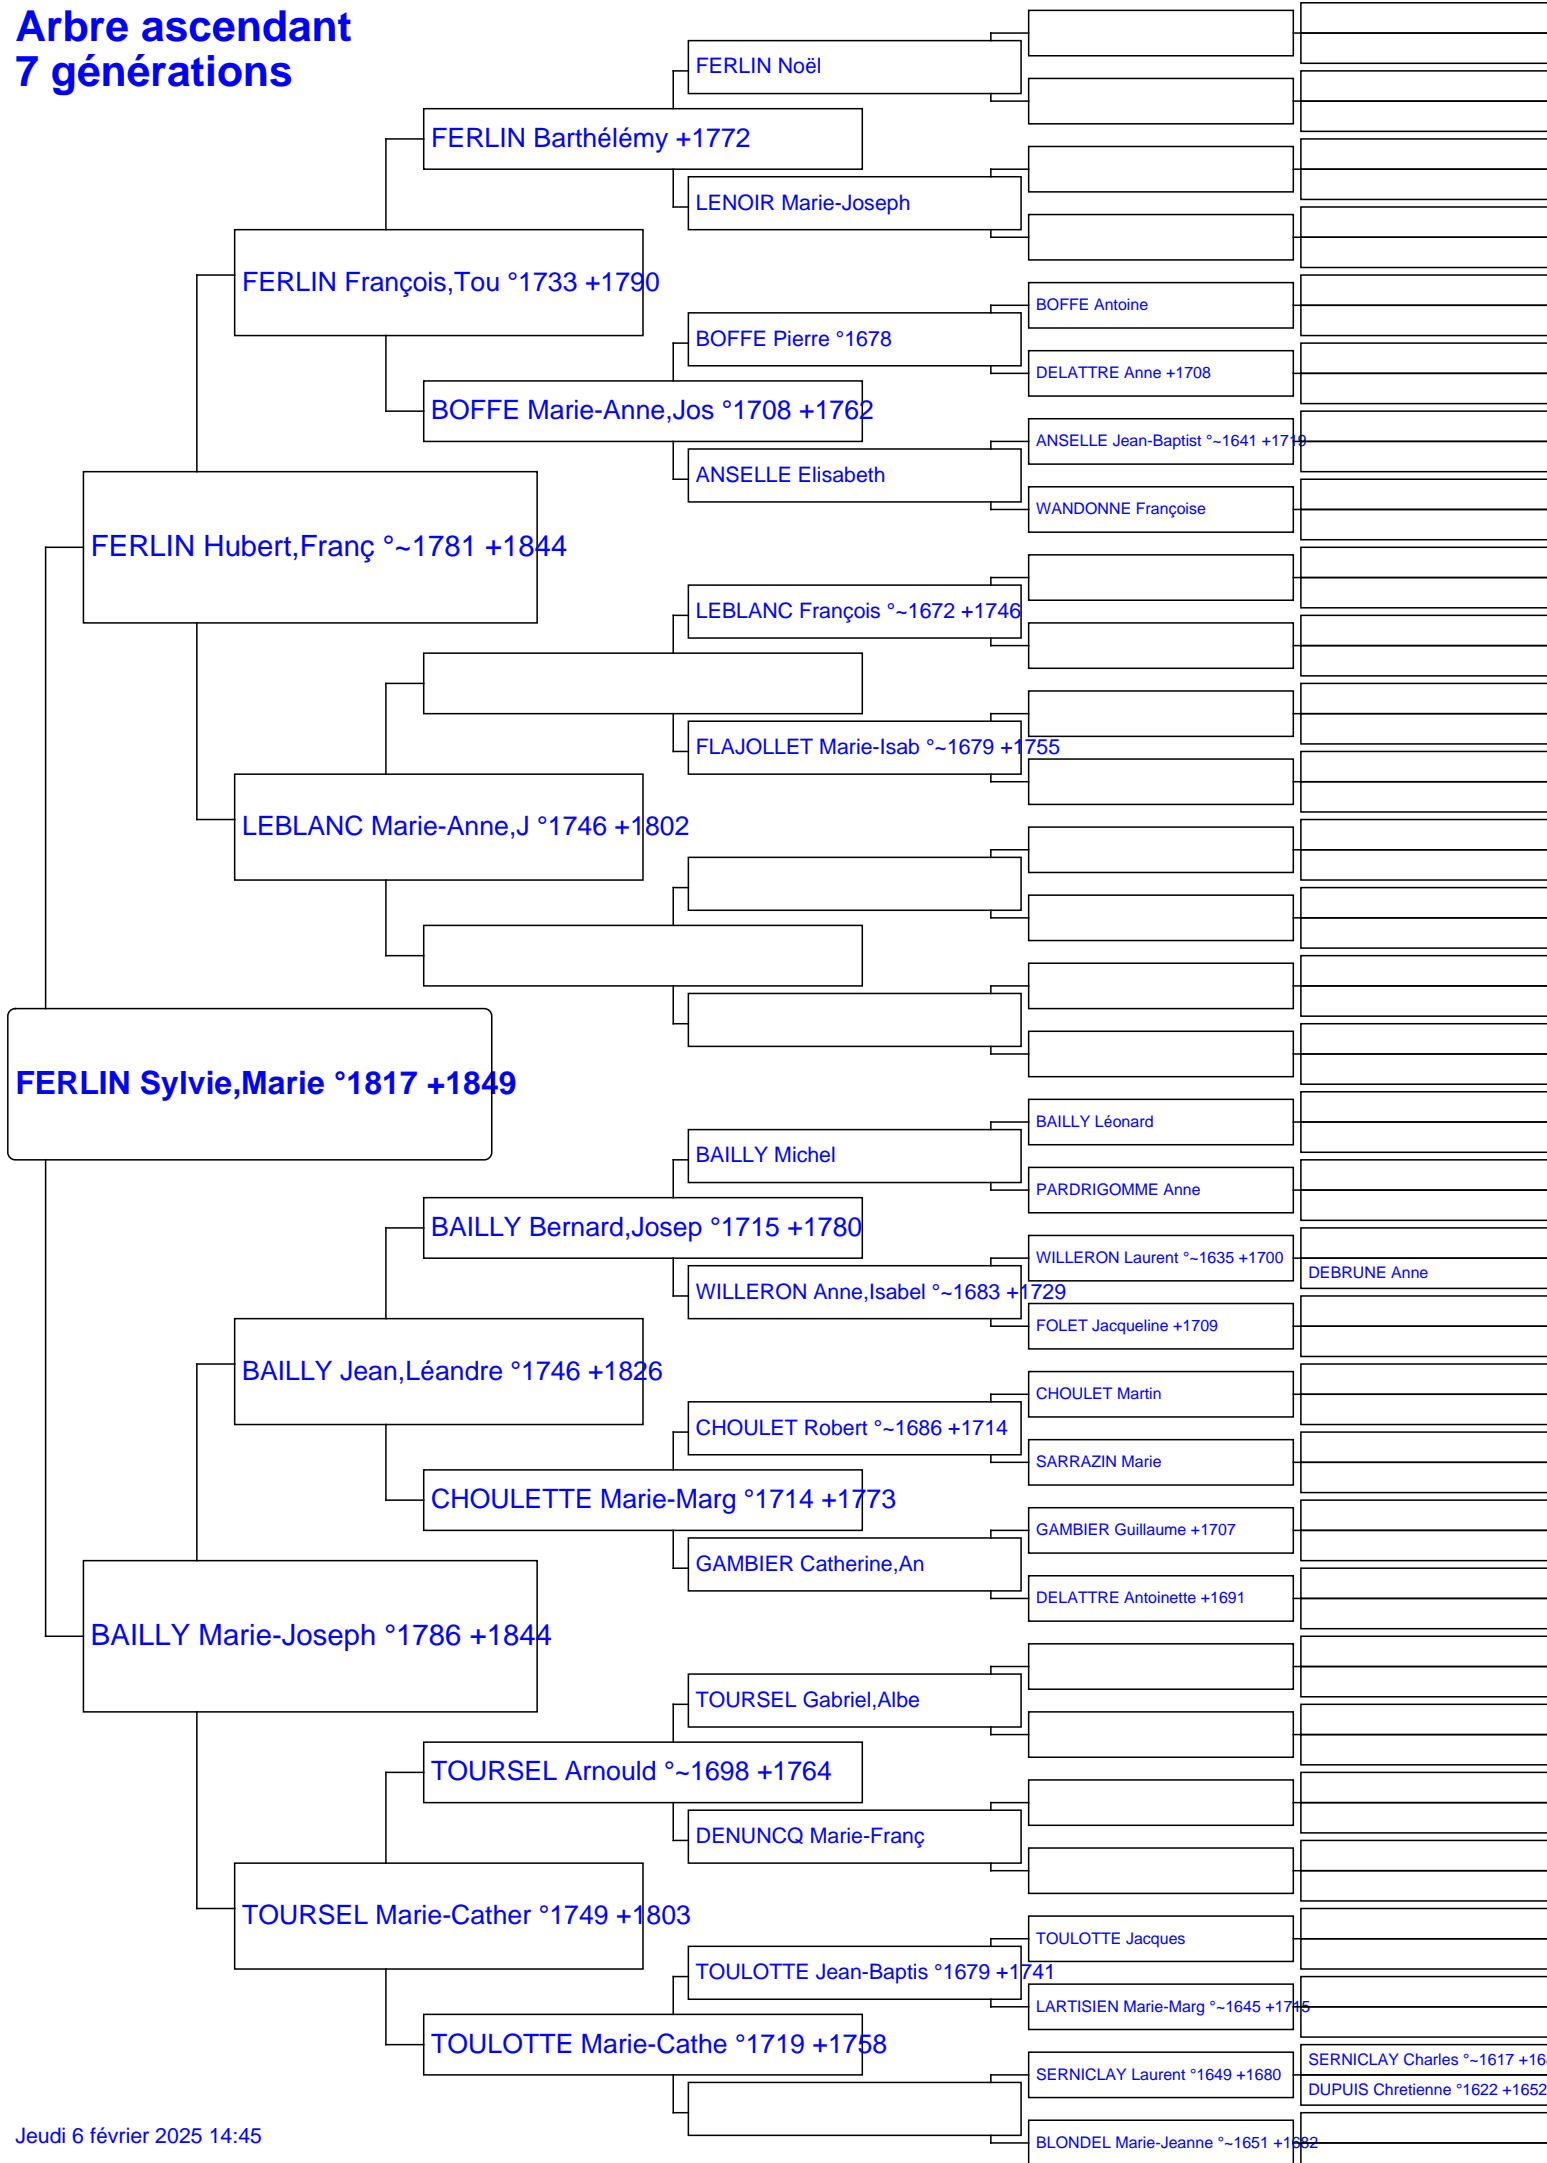 Arbre ascendant
7 générations
FERLIN Noël
FERLIN Barthélémy +1772
LENOIR Marie-Joseph
FERLIN François,Tou °1733 +1790
BOFFE Antoine
BOFFE Pierre °1678
DELATTRE Anne +1708
BOFFE Marie-Anne,Jos °1708 +1762
ANSELLE Jean-Baptist °~1641 +1719
ANSELLE Elisabeth
WANDONNE Françoise
FERLIN Hubert,Franç °~1781 +1844
LEBLANC François °~1672 +1746
FLAJOLLET Marie-Isab °~1679 +1755
LEBLANC Marie-Anne,J °1746 +1802
FERLIN Sylvie,Marie °1817 +1849
BAILLY Léonard
BAILLY Michel
PARDRIGOMME Anne
BAILLY Bernard,Josep °1715 +1780
WILLERON Laurent °~1635 +1700
DEBRUNE Anne
WILLERON Anne,Isabel °~1683 +1729
FOLET Jacqueline +1709
BAILLY Jean,Léandre °1746 +1826
CHOULET Martin
CHOULET Robert °~1686 +1714
SARRAZIN Marie
CHOULETTE Marie-Marg °1714 +1773
GAMBIER Guillaume +1707
GAMBIER Catherine,An
DELATTRE Antoinette +1691
BAILLY Marie-Joseph °1786 +1844
TOURSEL Gabriel,Albe
TOURSEL Arnould °~1698 +1764
DENUNCQ Marie-Franç
TOURSEL Marie-Cather °1749 +1803
TOULOTTE Jacques
TOULOTTE Jean-Baptis °1679 +1741
LARTISIEN Marie-Marg °~1645 +1715
TOULOTTE Marie-Cathe °1719 +1758
SERNICLAY Charles °~1617
SERNICLAY Laurent °1649 +1680
DUPUIS Chretienne °1622 +1652
Jeudi 6 février 2025 14:45
BLONDEL Marie-Jeanne °~1651 +1682